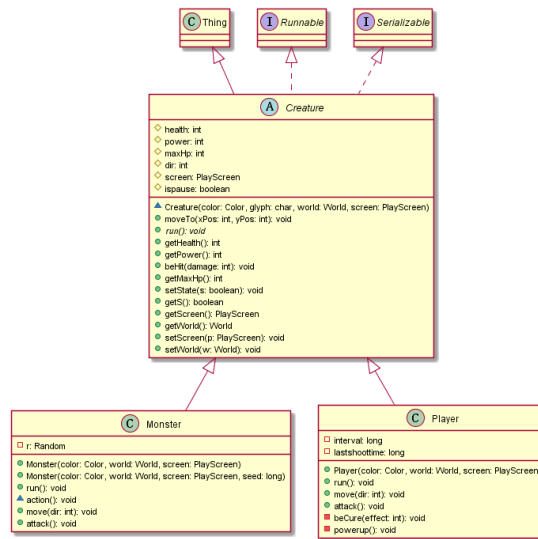 C Thing
I Runnable
I Serializable
A Creature
health: int
power: int
maxHp: int
dir: int
screen: PlayScreen
ispause: boolean
Creature(color: Color, glyph: char, world: World, screen: PlayScreen)
moveTo(xPos: int, yPos: int): void
run(): void
getHealth(): int
getPower(): int
beHit(damage: int): void
getMaxHp(): int
setState(s: boolean): void
getS(): boolean
getScreen(): PlayScreen
getWorld(): World
setScreen(p: PlayScreen): void
setWorld(w: World): void
C Monster
r: Random
Monster(color: Color, world: World, screen: PlayScreen)
Monster(color: Color, world: World, screen: PlayScreen, seed: long)
run(): void
action(): void
move(dir: int): void
attack(): void
C Player
interval: long
lastshoottime: long
Player(color: Color, world: World, screen: PlayScreen
run(): void
move(dir: int): void
attack(): void
beCure(effect: int): void
powerup(): void